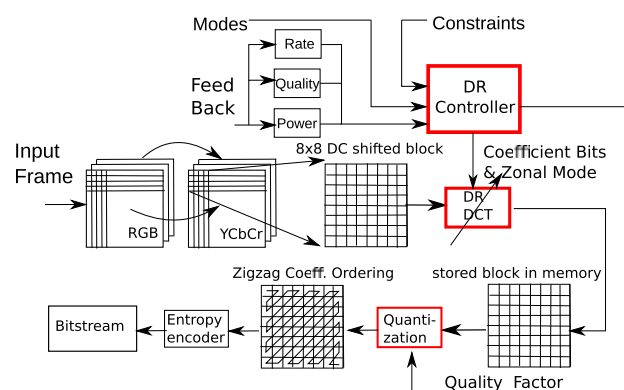 Modes
Constraints
Rate
Feed
Back
Quality
Power
DR
Controller
8x8 DC shifted block
Input
Frame
Coefficient Bits
& Zonal Mode
RGB
YCbCr
DR
DCT
Zigzag Coeff. Ordering
stored block in memory
Bitstream
Entropy
encoder
Quanti-
zation
Quality Factor